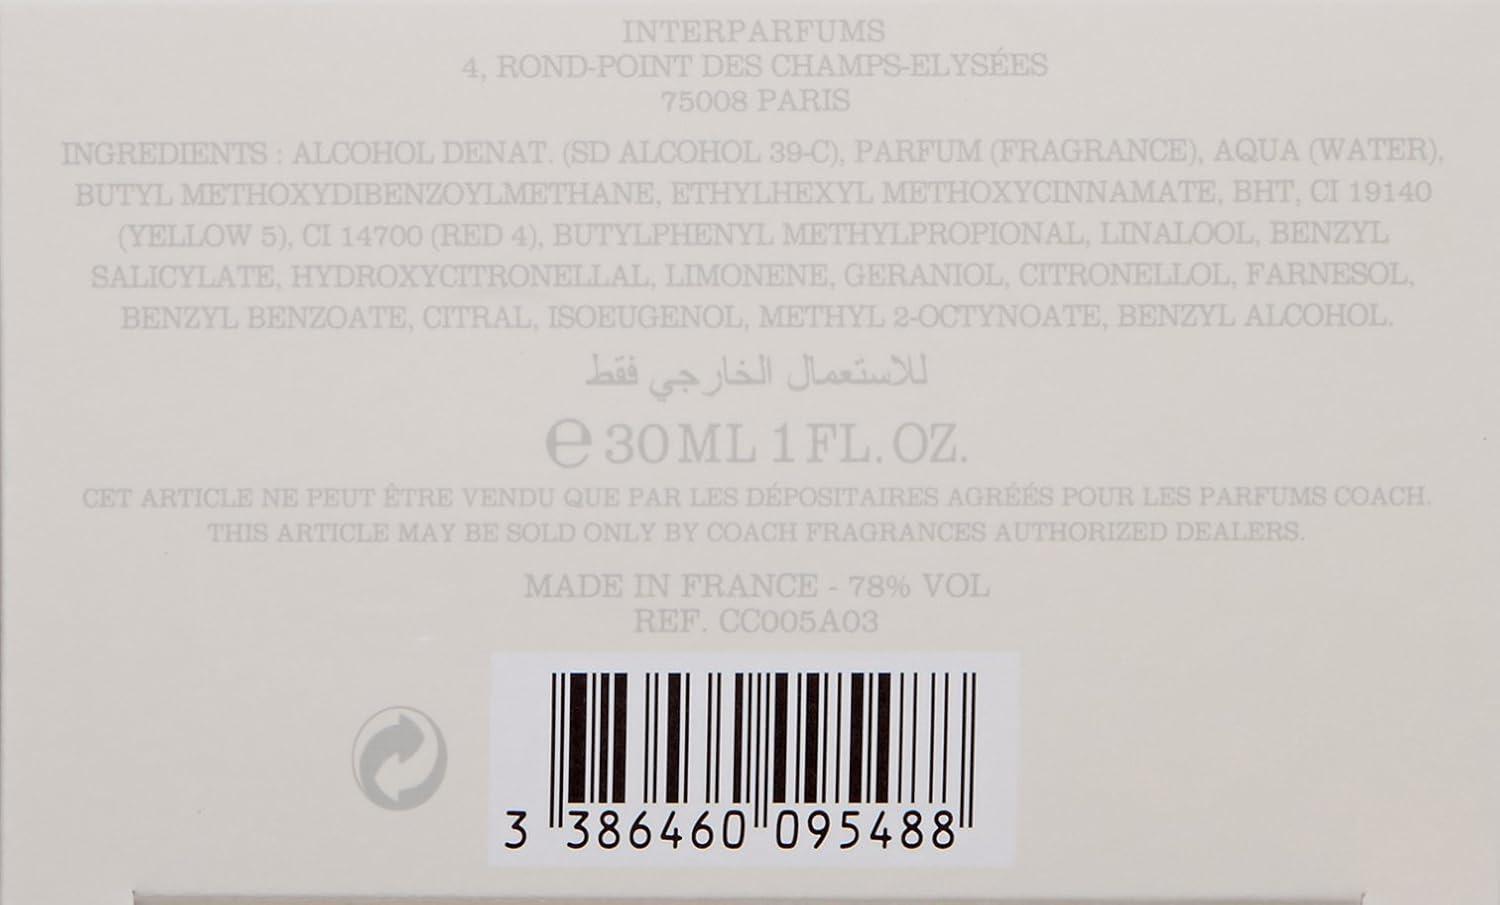 INTERPARFUMS
4, ROND-POINT DES CHAMPS-ELYSÉES
75008 PARIS
INGREDIENTS : ALCOHOL DENAT. (SD ALCOHOL 39-C), PARFUM (FRAGRANCE), AQUA (WATER),
BUTYL METHOXYDIBENZOYLMETHANE, ETHYLHEXYL METHOXYCINNAMATE, BHT, CI 19140
(YELLOW 5), CI 14700 (RED 4), BUTYLPHENYL METHYLPROPIONAL, LINALOOL, BENZYL
SALICYLATE, HYDROXYCITRONELLAL, LIMONENE, GERANIOL, CITRONELLOL, FARNESOL,
BENZYL BENZOATE, CITRAL, ISOEUGENOL, METHYL 2-OCTYNOATE, BENZYL ALCOHOL.
للاستعمال الخارجي فقط
℮ 30 ML 1 FL. OZ.
CET ARTICLE NE PEUT ÊTRE VENDU QUE PAR LES DÉPOSITAIRES AGRÉÉS POUR LES PARFUMS COACH.
THIS ARTICLE MAY BE SOLD ONLY BY COACH FRAGRANCES AUTHORIZED DEALERS.
MADE IN FRANCE - 78% VOL
REF. CC005A03
3 386460 095488